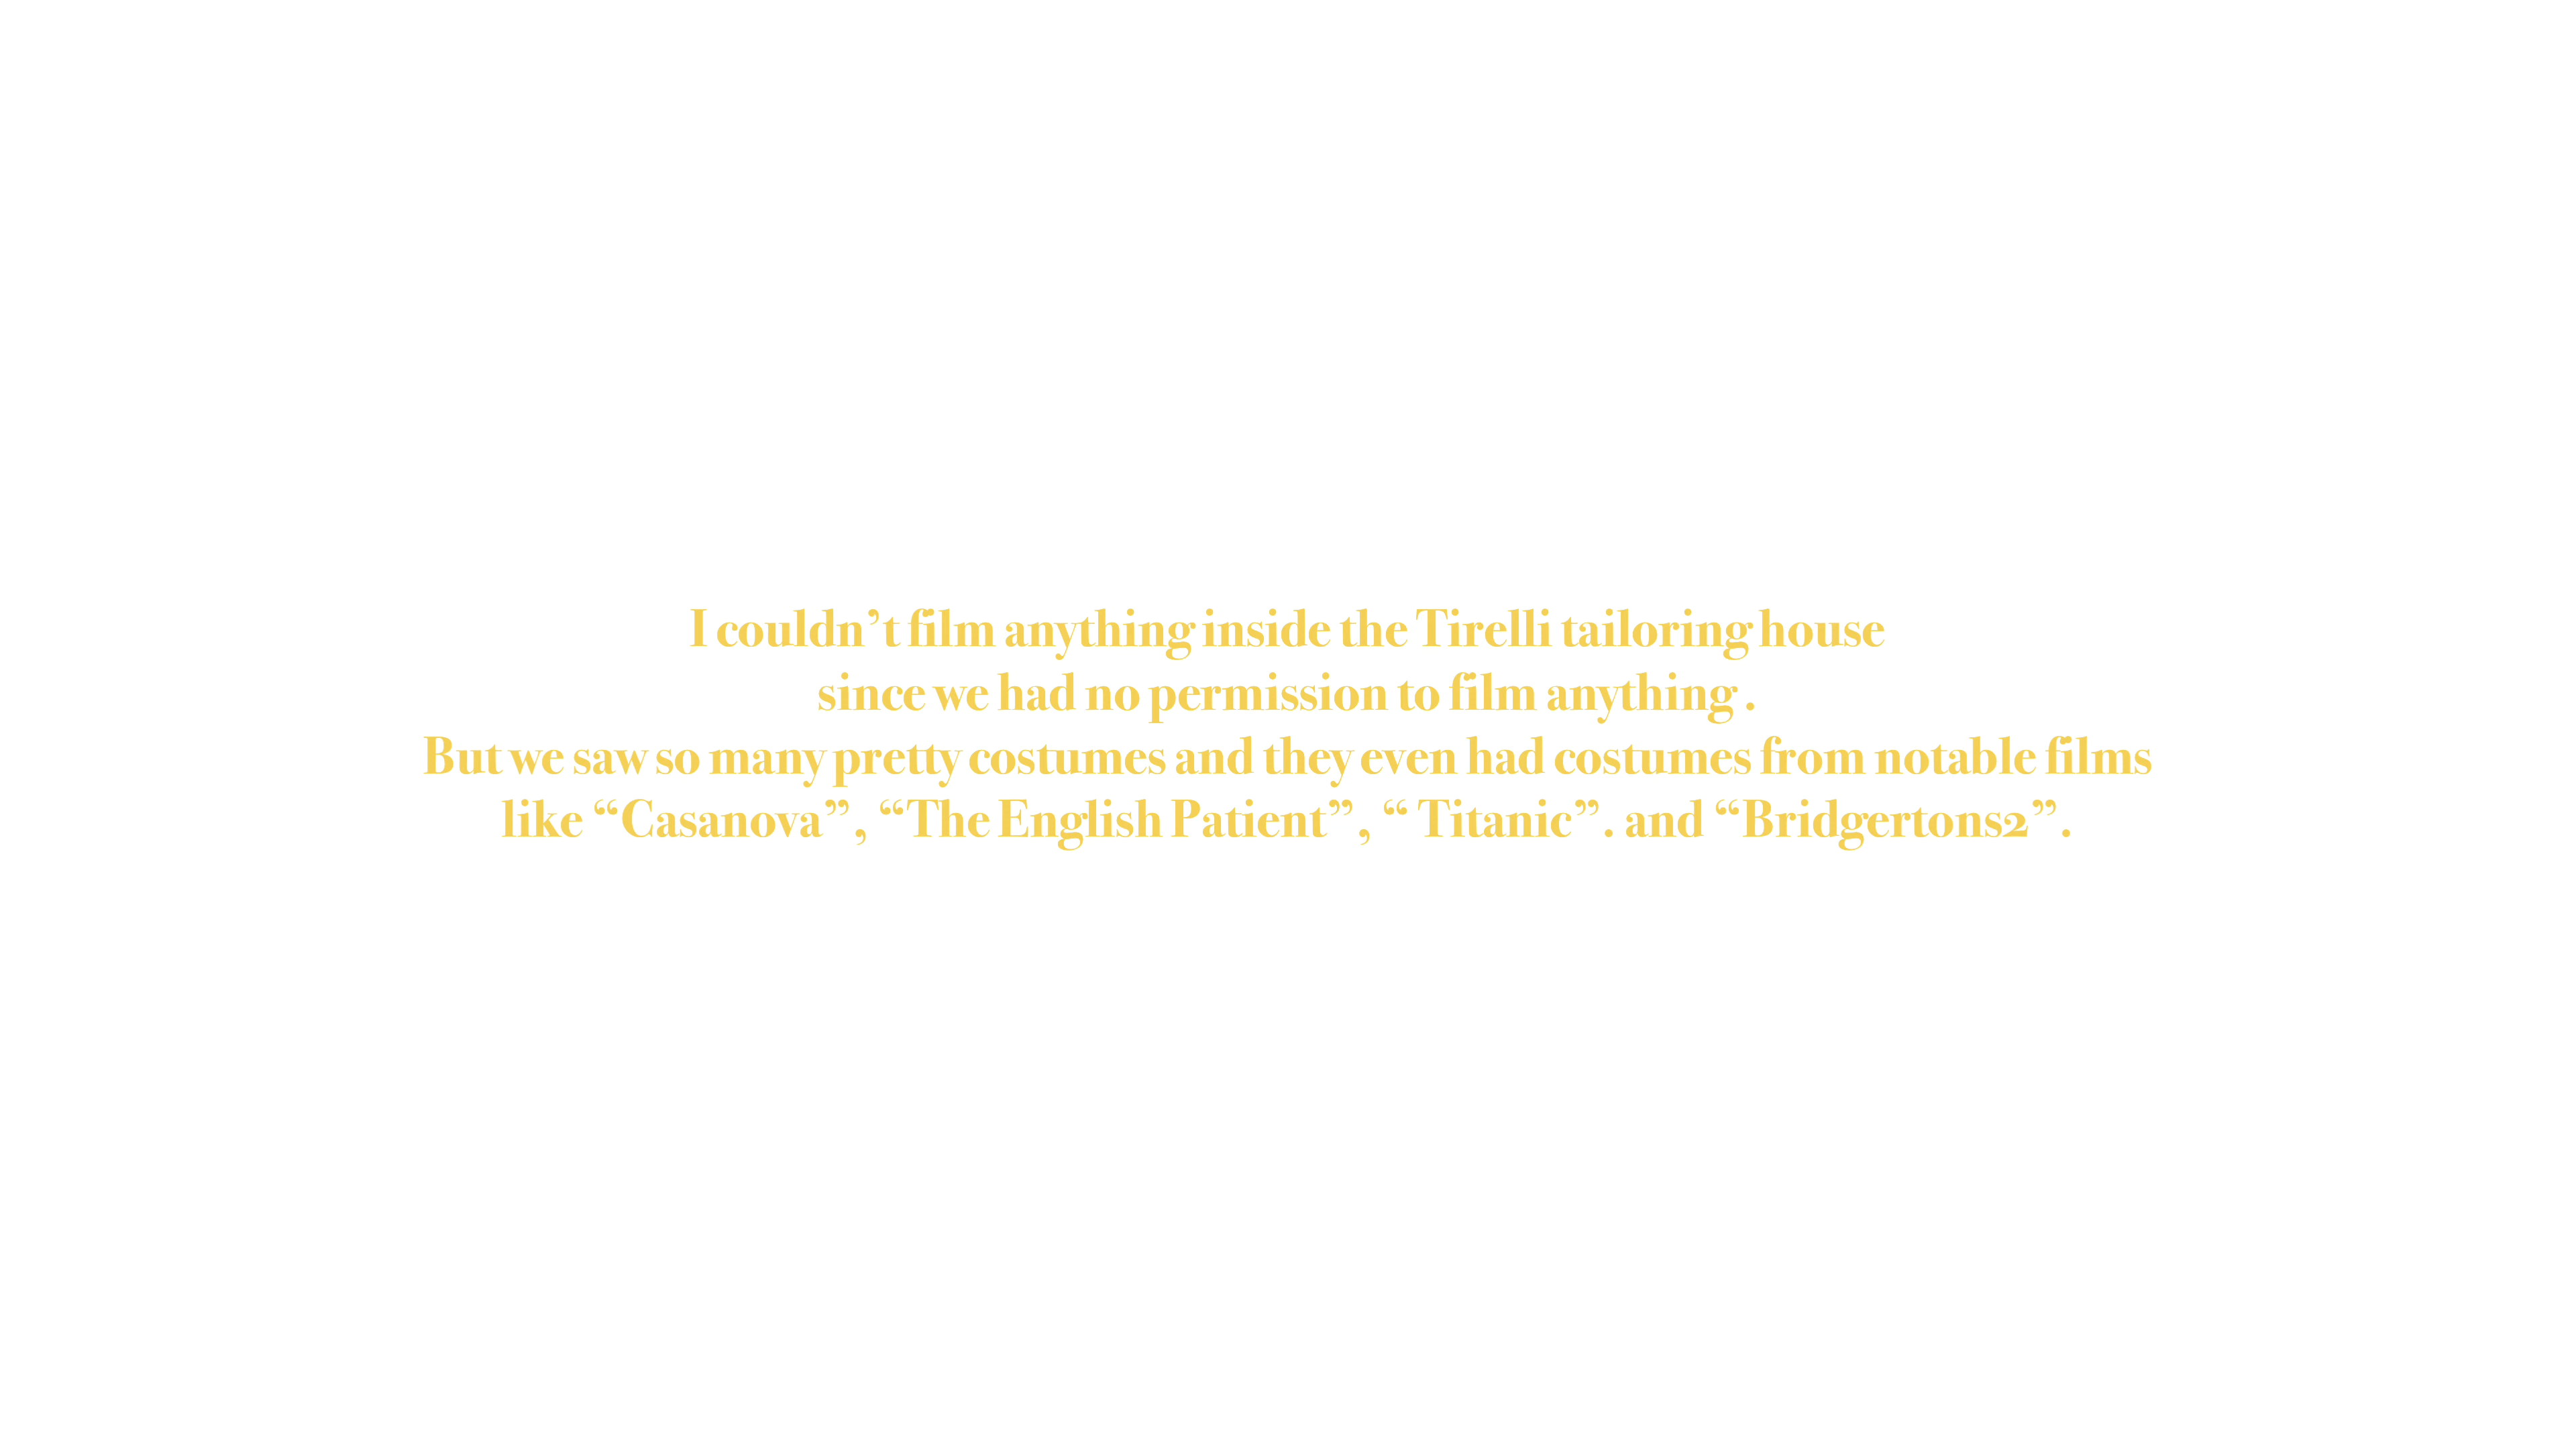 I couldn’t film anything inside the Tirelli tailoring house
since we had no permission to film anything .
But we saw so many pretty costumes and they even had costumes from notable films
like “Casanova”, “The English Patient”, “ Titanic”. and “Bridgertons2”.